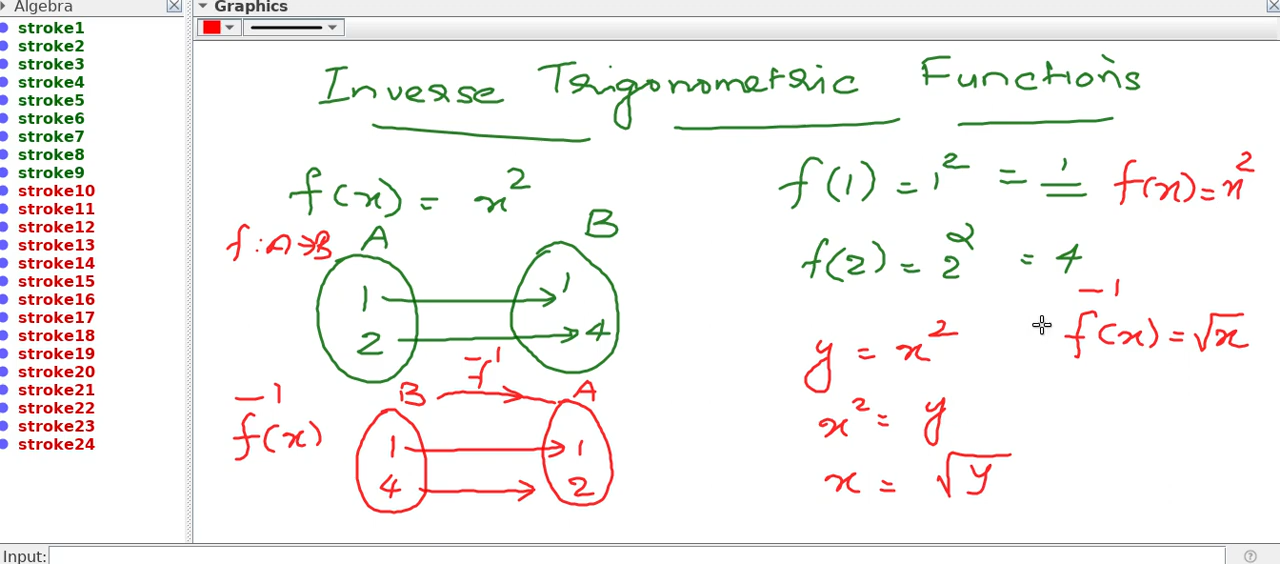 Algebra
Graphics
stroke1
stroke2
stroke3
stroke4
stroke5
stroke6
stroke7
stroke8
stroke9
stroke10
stroke11
stroke12
stroke13
stroke14
stroke15
stroke16
stroke17
stroke18
stroke19
stroke20
stroke21
stroke22
stroke23
stroke24
Inverse Trigonometric Functions
f(x) = x²
f : A→B
A B
1 1
2 4
f⁻¹(x)
B f⁻¹ A
1 1
4 2
f(1) = 1² = 1
f(x) = x²
f(2) = 2² = 4
y = x²
f⁻¹(x) = √x
x² = y
x = √y
Input: